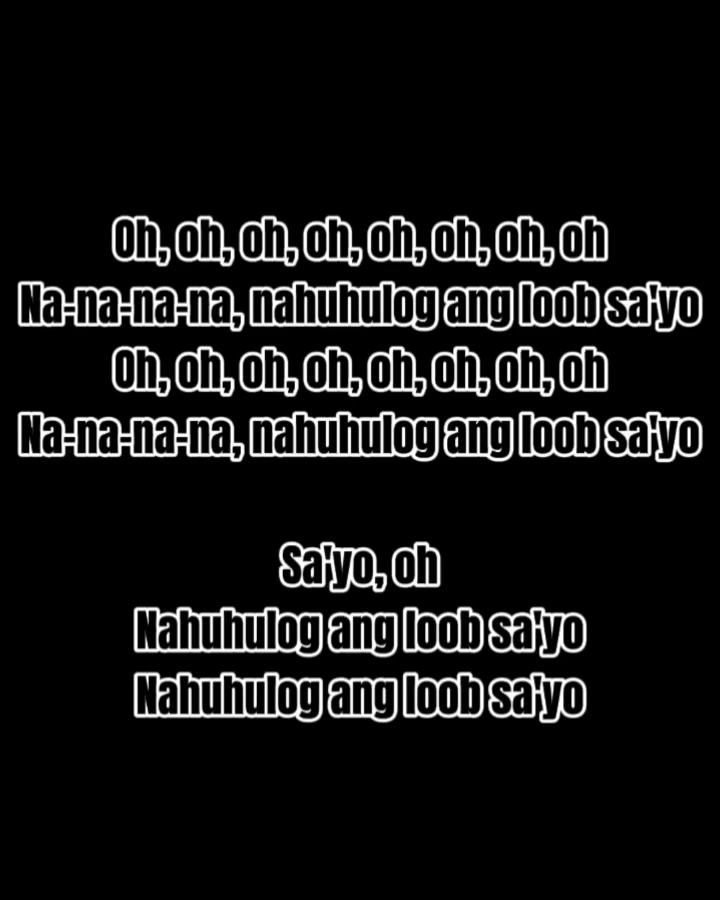 Oh, oh, oh, oh, oh, oh, oh, oh
Na-na-na-na, nahuhulog ang loob sa'yo
Oh, oh, oh, oh, oh, oh, oh, oh
Na-na-na-na, nahuhulog ang loob sa'yo
Sa'yo, oh
Nahuhulog ang loob sa'yo
Nahuhulog ang loob sa'yo